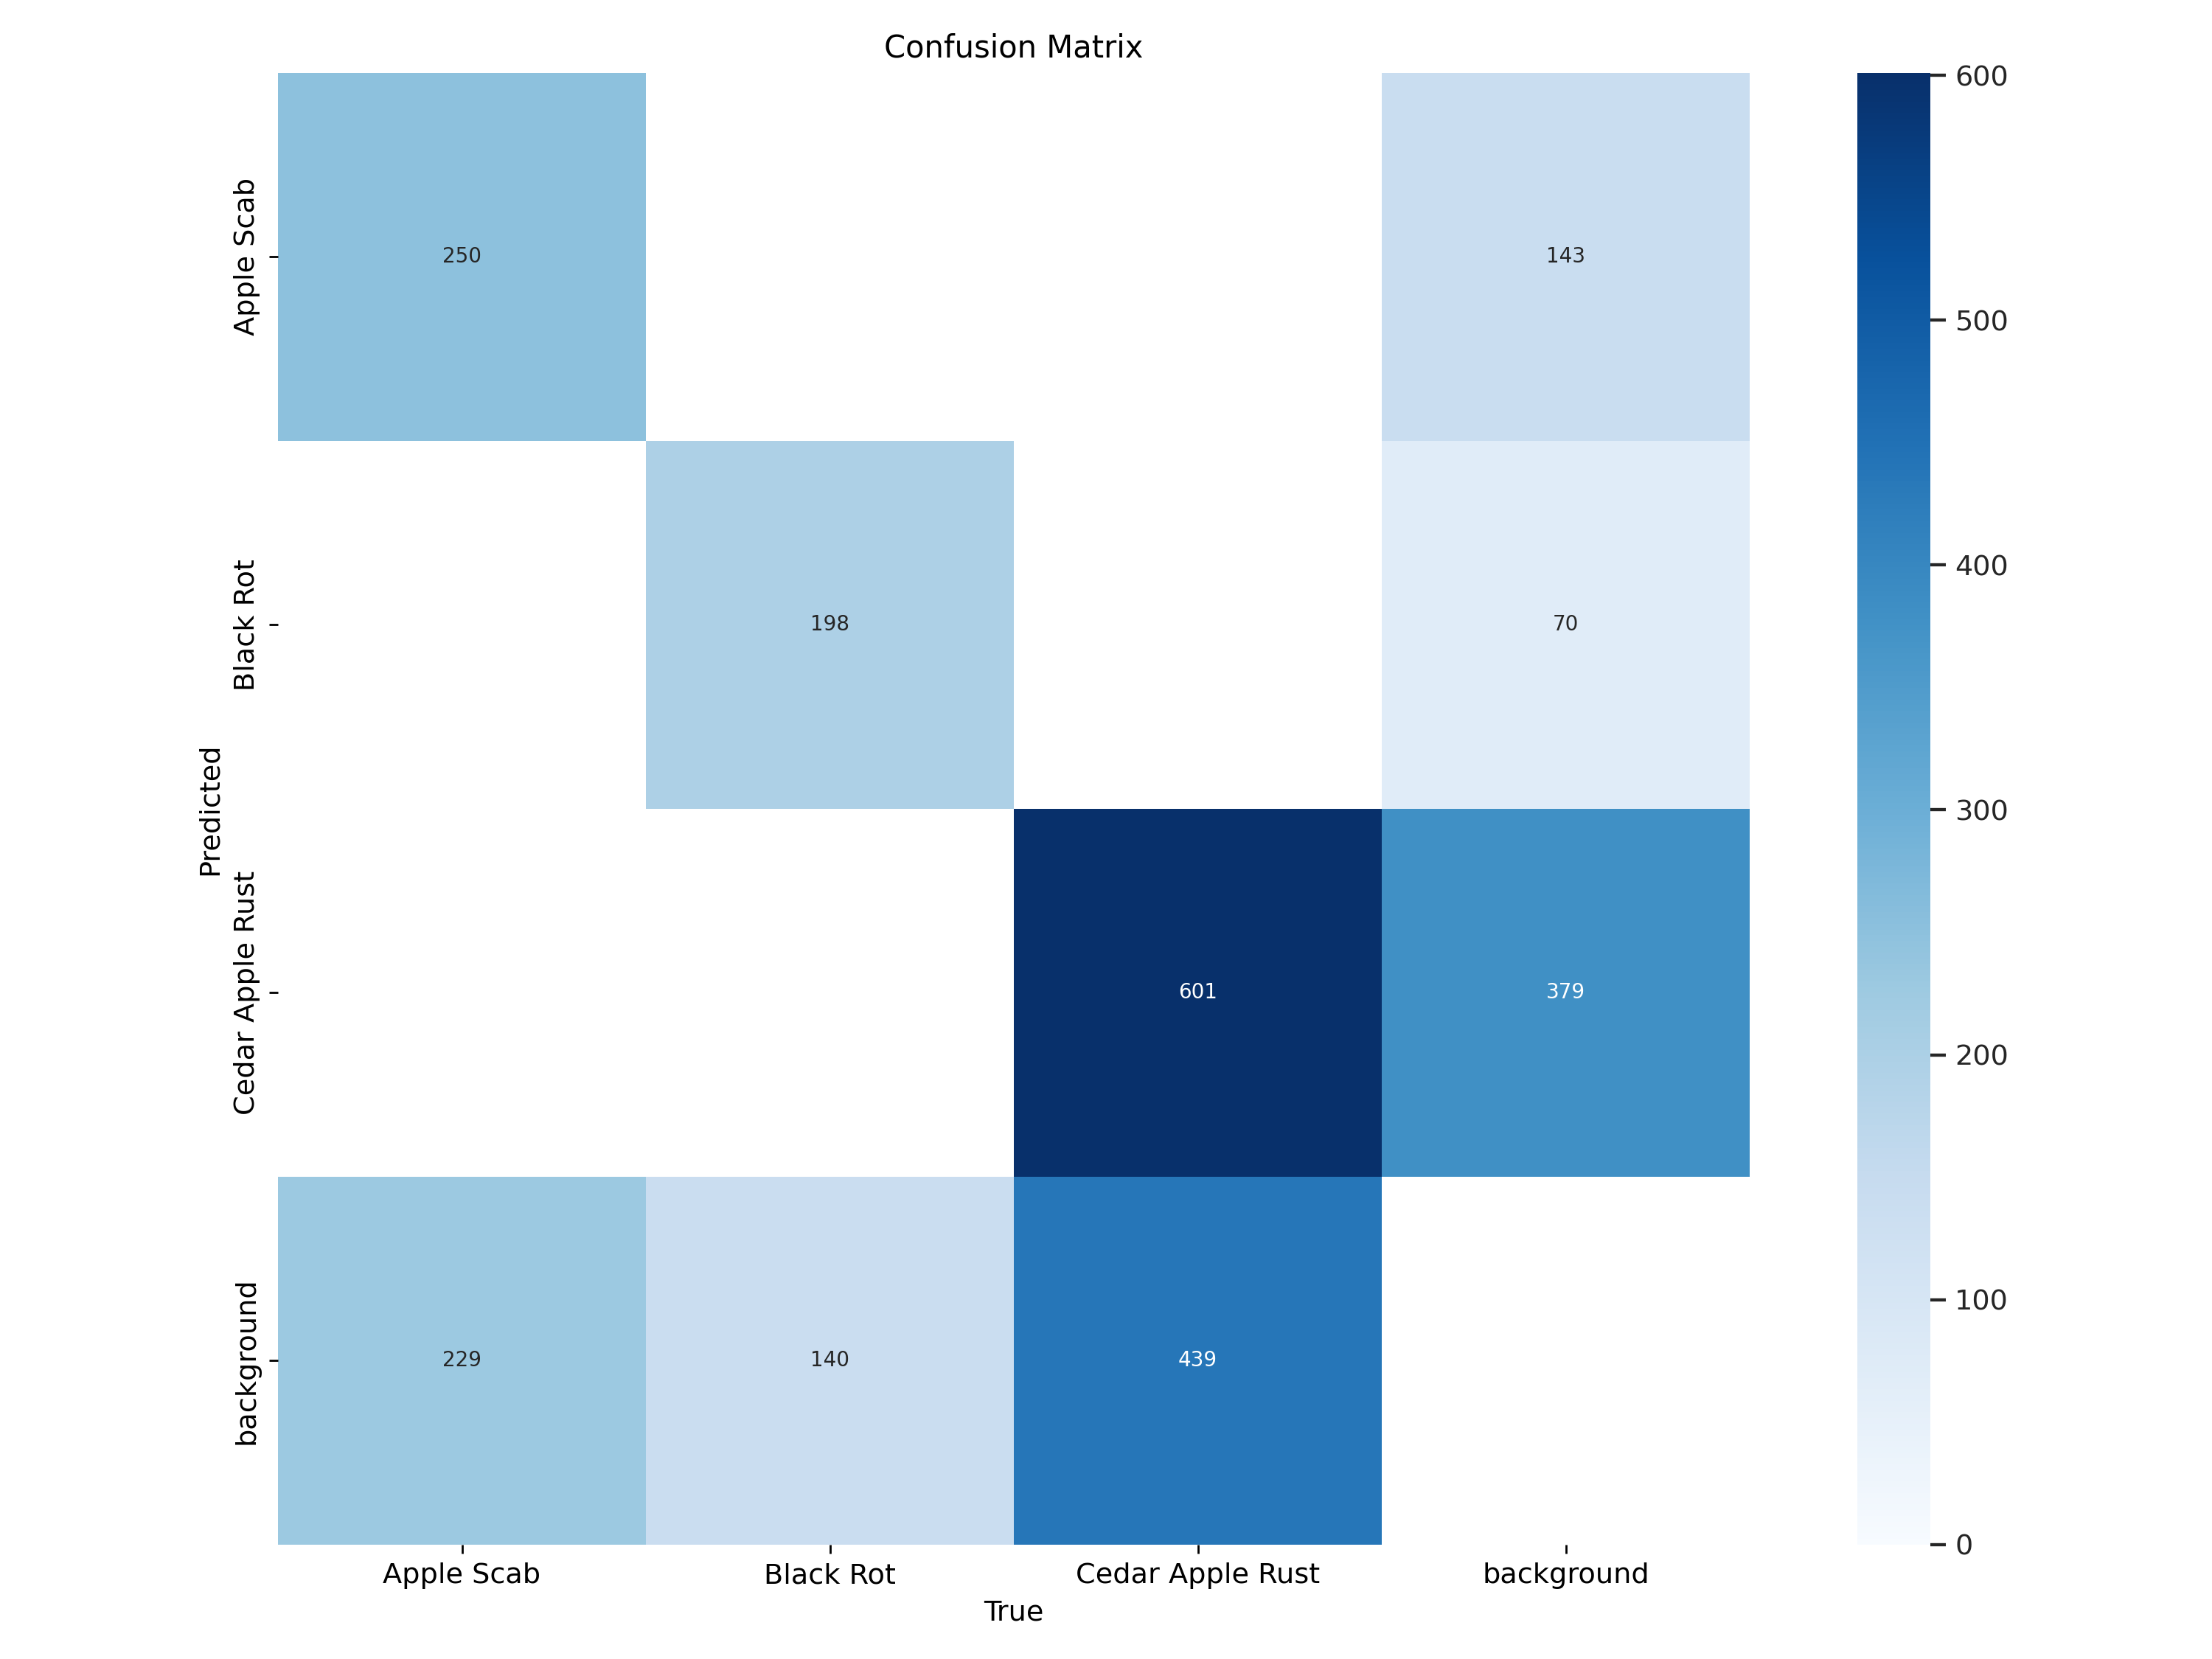 Confusion Matrix
Predicted
Apple Scab
250
143
Black Rot
198
70
Cedar Apple Rust
601
379
background
229
140
439
Apple Scab
Black Rot
Cedar Apple Rust
background
True
600
500
400
300
200
100
0